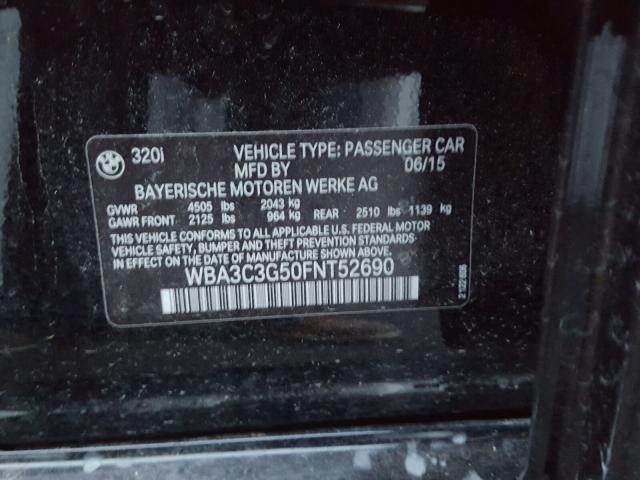 320i VEHICLE TYPE: PASSENGER CAR
MFD BY 06/15
BAYERISCHE MOTOREN WERKE AG
GVWR 4505 lbs 2043 kg
GAWR FRONT 2125 lbs 964 kg REAR 2510 lbs 1139 kg
THIS VEHICLE CONFORMS TO ALL APPLICABLE U.S. FEDERAL MOTOR
VEHICLE SAFETY, BUMPER AND THEFT PREVENTION STANDARDS
IN EFFECT ON THE DATE OF MANUFACTURE SHOWN ABOVE.
WBA3C3G50FNT52690